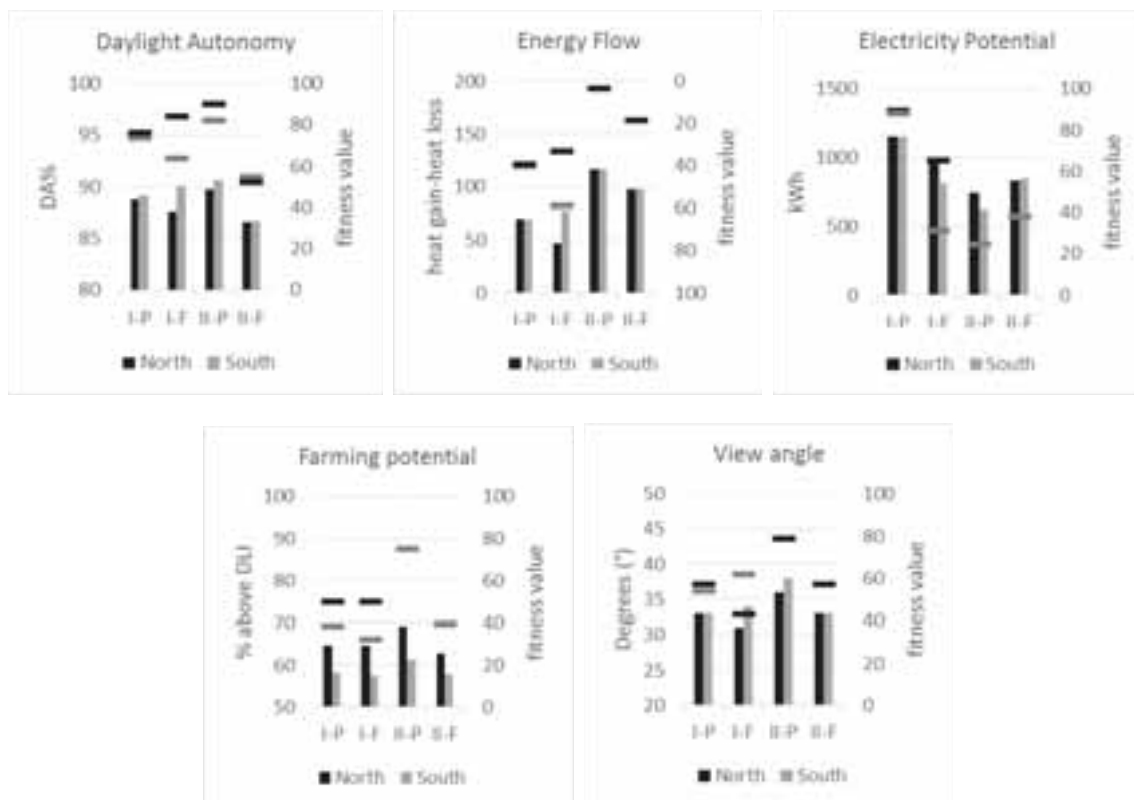 Daylight Autonomy
100
95
90
85
80
DA%
100
80
60
40
20
0
fitness value
I-P I-F II-P II-F
North South
Energy Flow
200
150
100
50
0
heat gain-heat loss
0
20
40
60
80
100
fitness value
I-P I-F II-P II-F
North South
Electricity Potential
1500
1000
500
0
kWh
100
80
60
40
20
0
fitness value
I-P I-F II-P II-F
North South
Farming potential
100
90
80
70
60
50
% above DLI
100
80
60
40
20
0
fitness value
I-P I-F II-P II-F
North South
View angle
50
45
40
35
30
25
20
Degrees (°)
100
80
60
40
20
0
fitness value
I-P I-F II-P II-F
North South